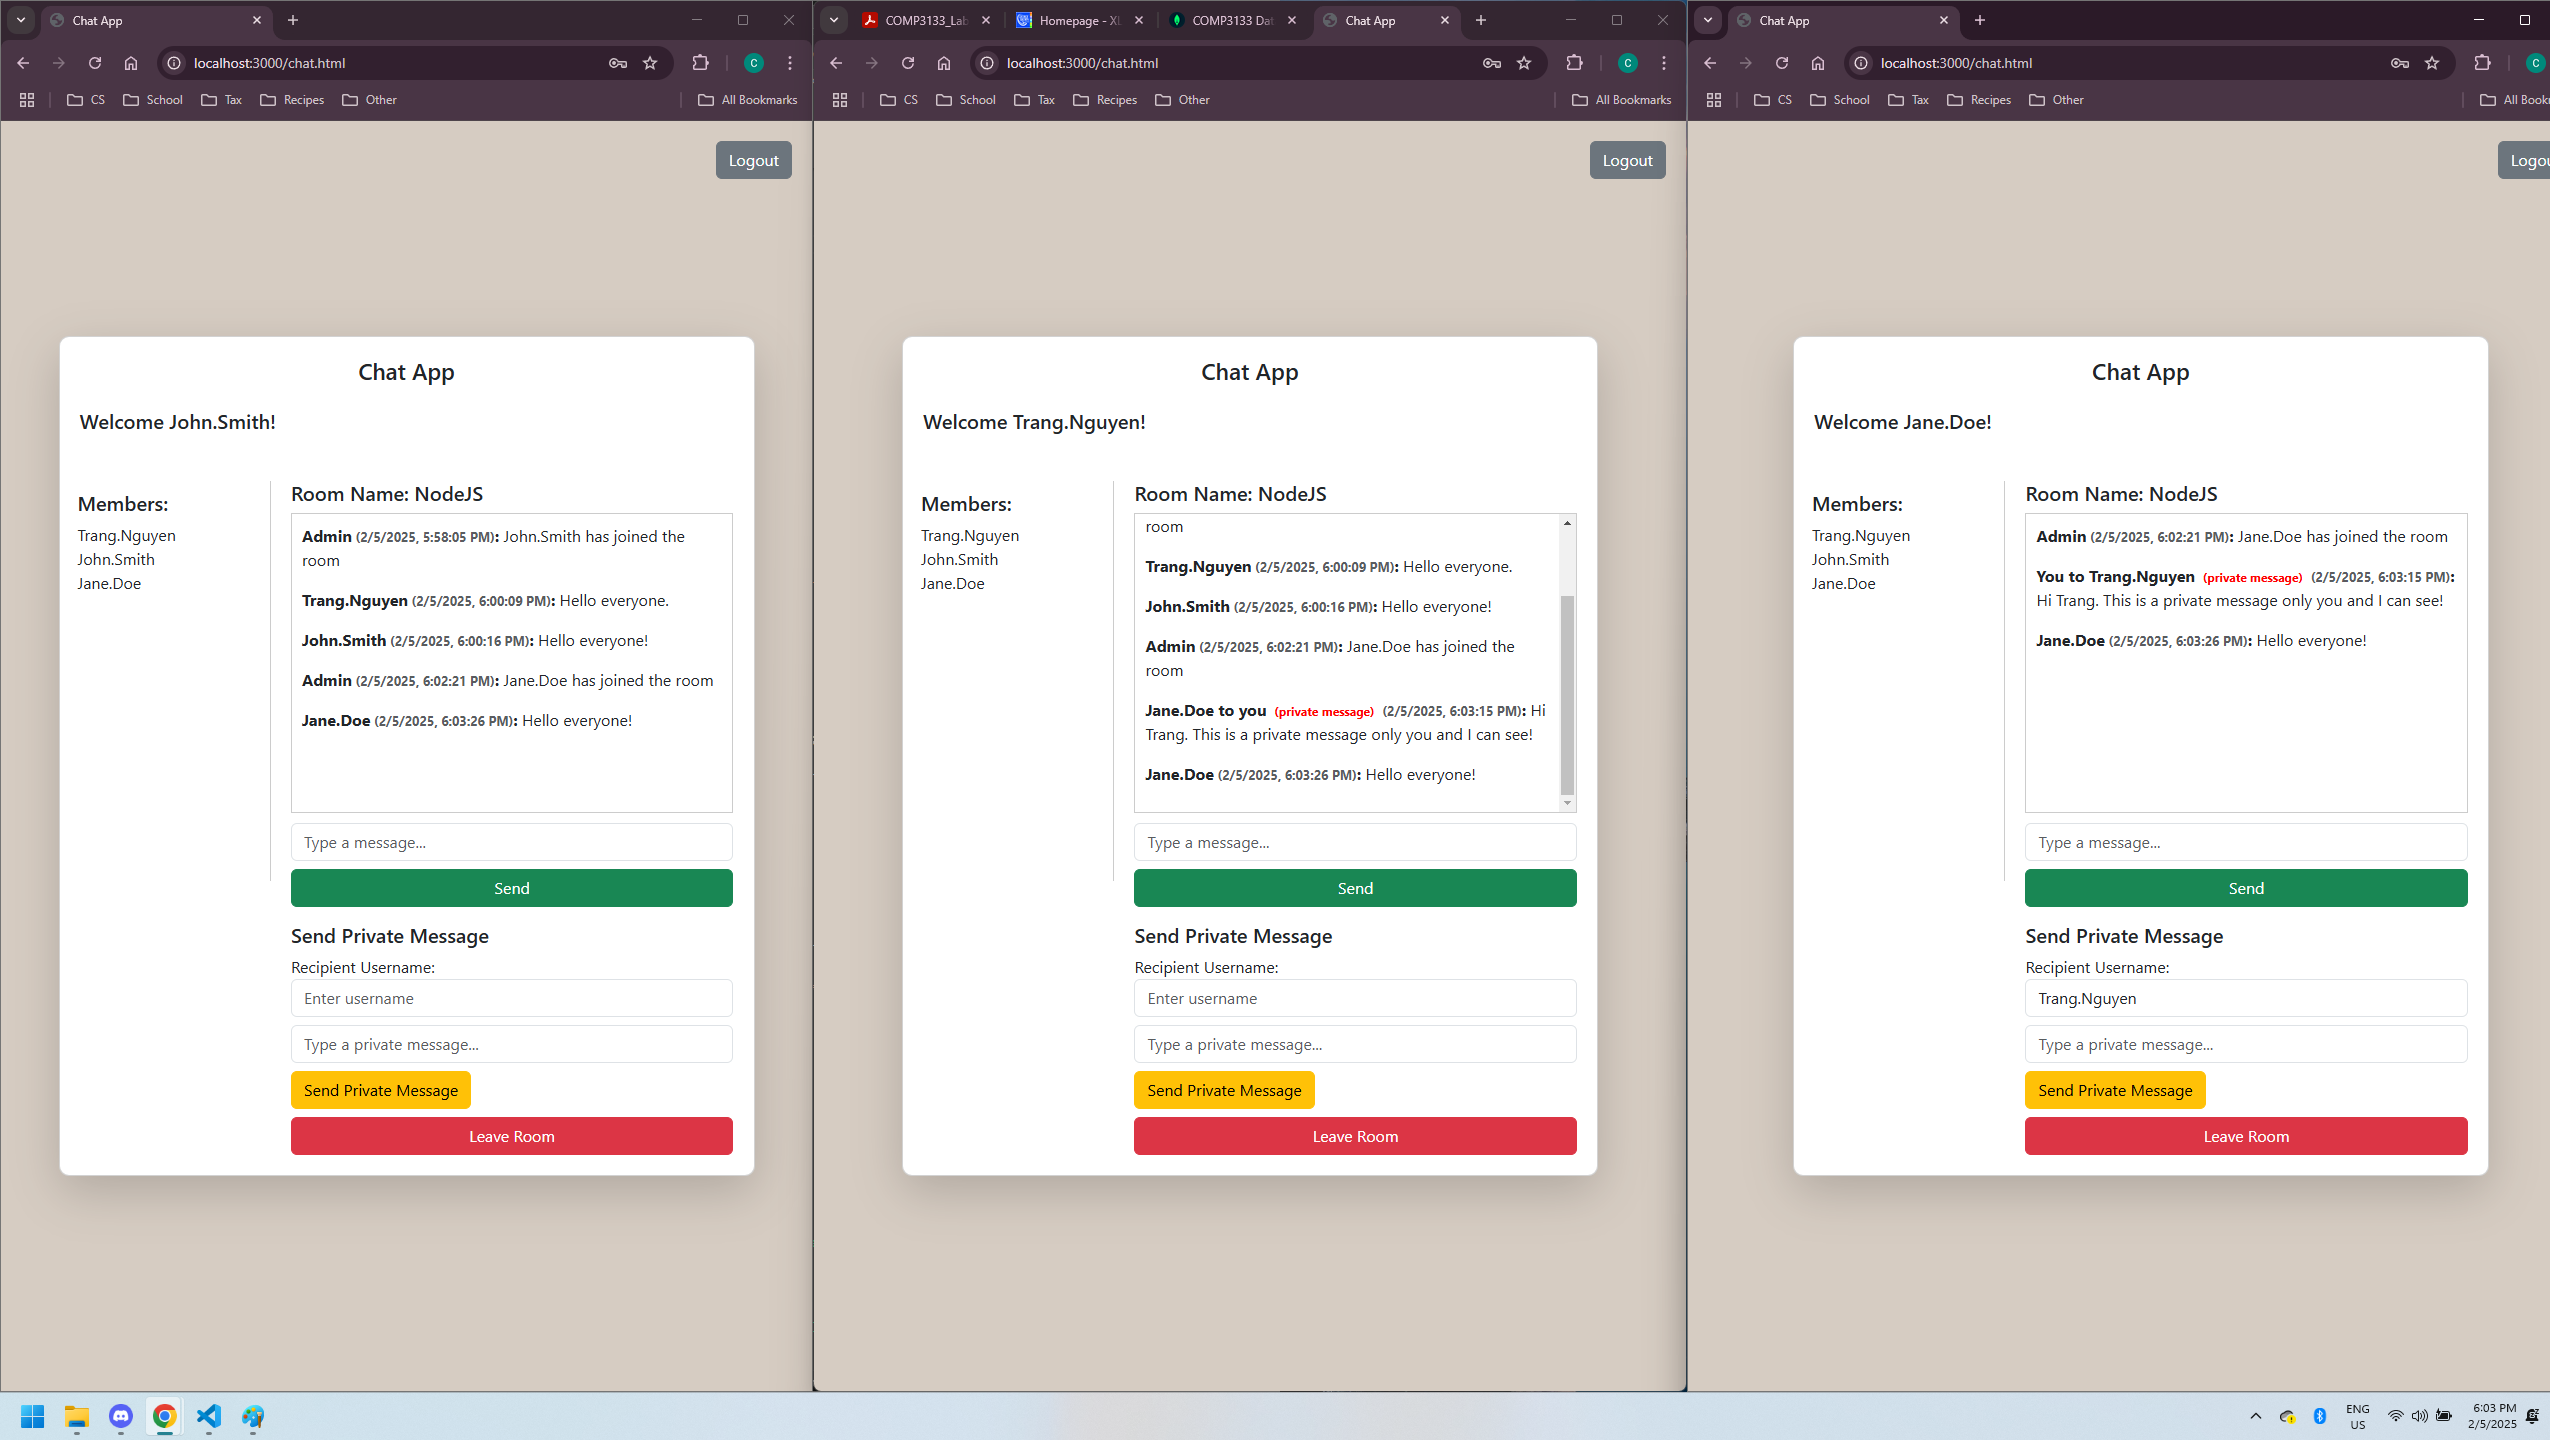 Chat App
localhost:3000/chat.html
CS School Tax Recipes Other All Bookmarks
Logout
Chat App
Welcome John.Smith!
Members:
Trang.Nguyen
John.Smith
Jane.Doe
Room Name: NodeJS
Admin (2/5/2025, 5:58:05 PM): John.Smith has joined the
room
Trang.Nguyen (2/5/2025, 6:00:09 PM): Hello everyone.
John.Smith (2/5/2025, 6:00:16 PM): Hello everyone!
Admin (2/5/2025, 6:02:21 PM): Jane.Doe has joined the room
Jane.Doe (2/5/2025, 6:03:26 PM): Hello everyone!
Type a message...
Send
Send Private Message
Recipient Username:
Enter username
Type a private message...
Send Private Message
Leave Room
COMP3133_Lab Homepage - XL COMP3133 Dat Chat App
localhost:3000/chat.html
C
CS School Tax Recipes Other All Bookmarks
Logout
Chat App
Welcome Trang.Nguyen!
Members:
Trang.Nguyen
John.Smith
Jane.Doe
Room Name: NodeJS
room
Trang.Nguyen (2/5/2025, 6:00:09 PM): Hello everyone.
John.Smith (2/5/2025, 6:00:16 PM): Hello everyone!
Admin (2/5/2025, 6:02:21 PM): Jane.Doe has joined the
room
Jane.Doe to you (private message) (2/5/2025, 6:03:15 PM): Hi
Trang. This is a private message only you and I can see!
Jane.Doe (2/5/2025, 6:03:26 PM): Hello everyone!
Type a message...
Send
Send Private Message
Recipient Username:
Enter username
Type a private message...
Send Private Message
Leave Room
Chat App
localhost:3000/chat.html
C
CS School Tax Recipes Other All Book
Logou
Chat App
Welcome Jane.Doe!
Members:
Trang.Nguyen
John.Smith
Jane.Doe
Room Name: NodeJS
Admin (2/5/2025, 6:02:21 PM): Jane.Doe has joined the room
You to Trang.Nguyen (private message) (2/5/2025, 6:03:15 PM):
Hi Trang. This is a private message only you and I can see!
Jane.Doe (2/5/2025, 6:03:26 PM): Hello everyone!
Type a message...
Send
Send Private Message
Recipient Username:
Trang.Nguyen
Type a private message...
Send Private Message
Leave Room
ENG
US
6:03 PM
2/5/2025